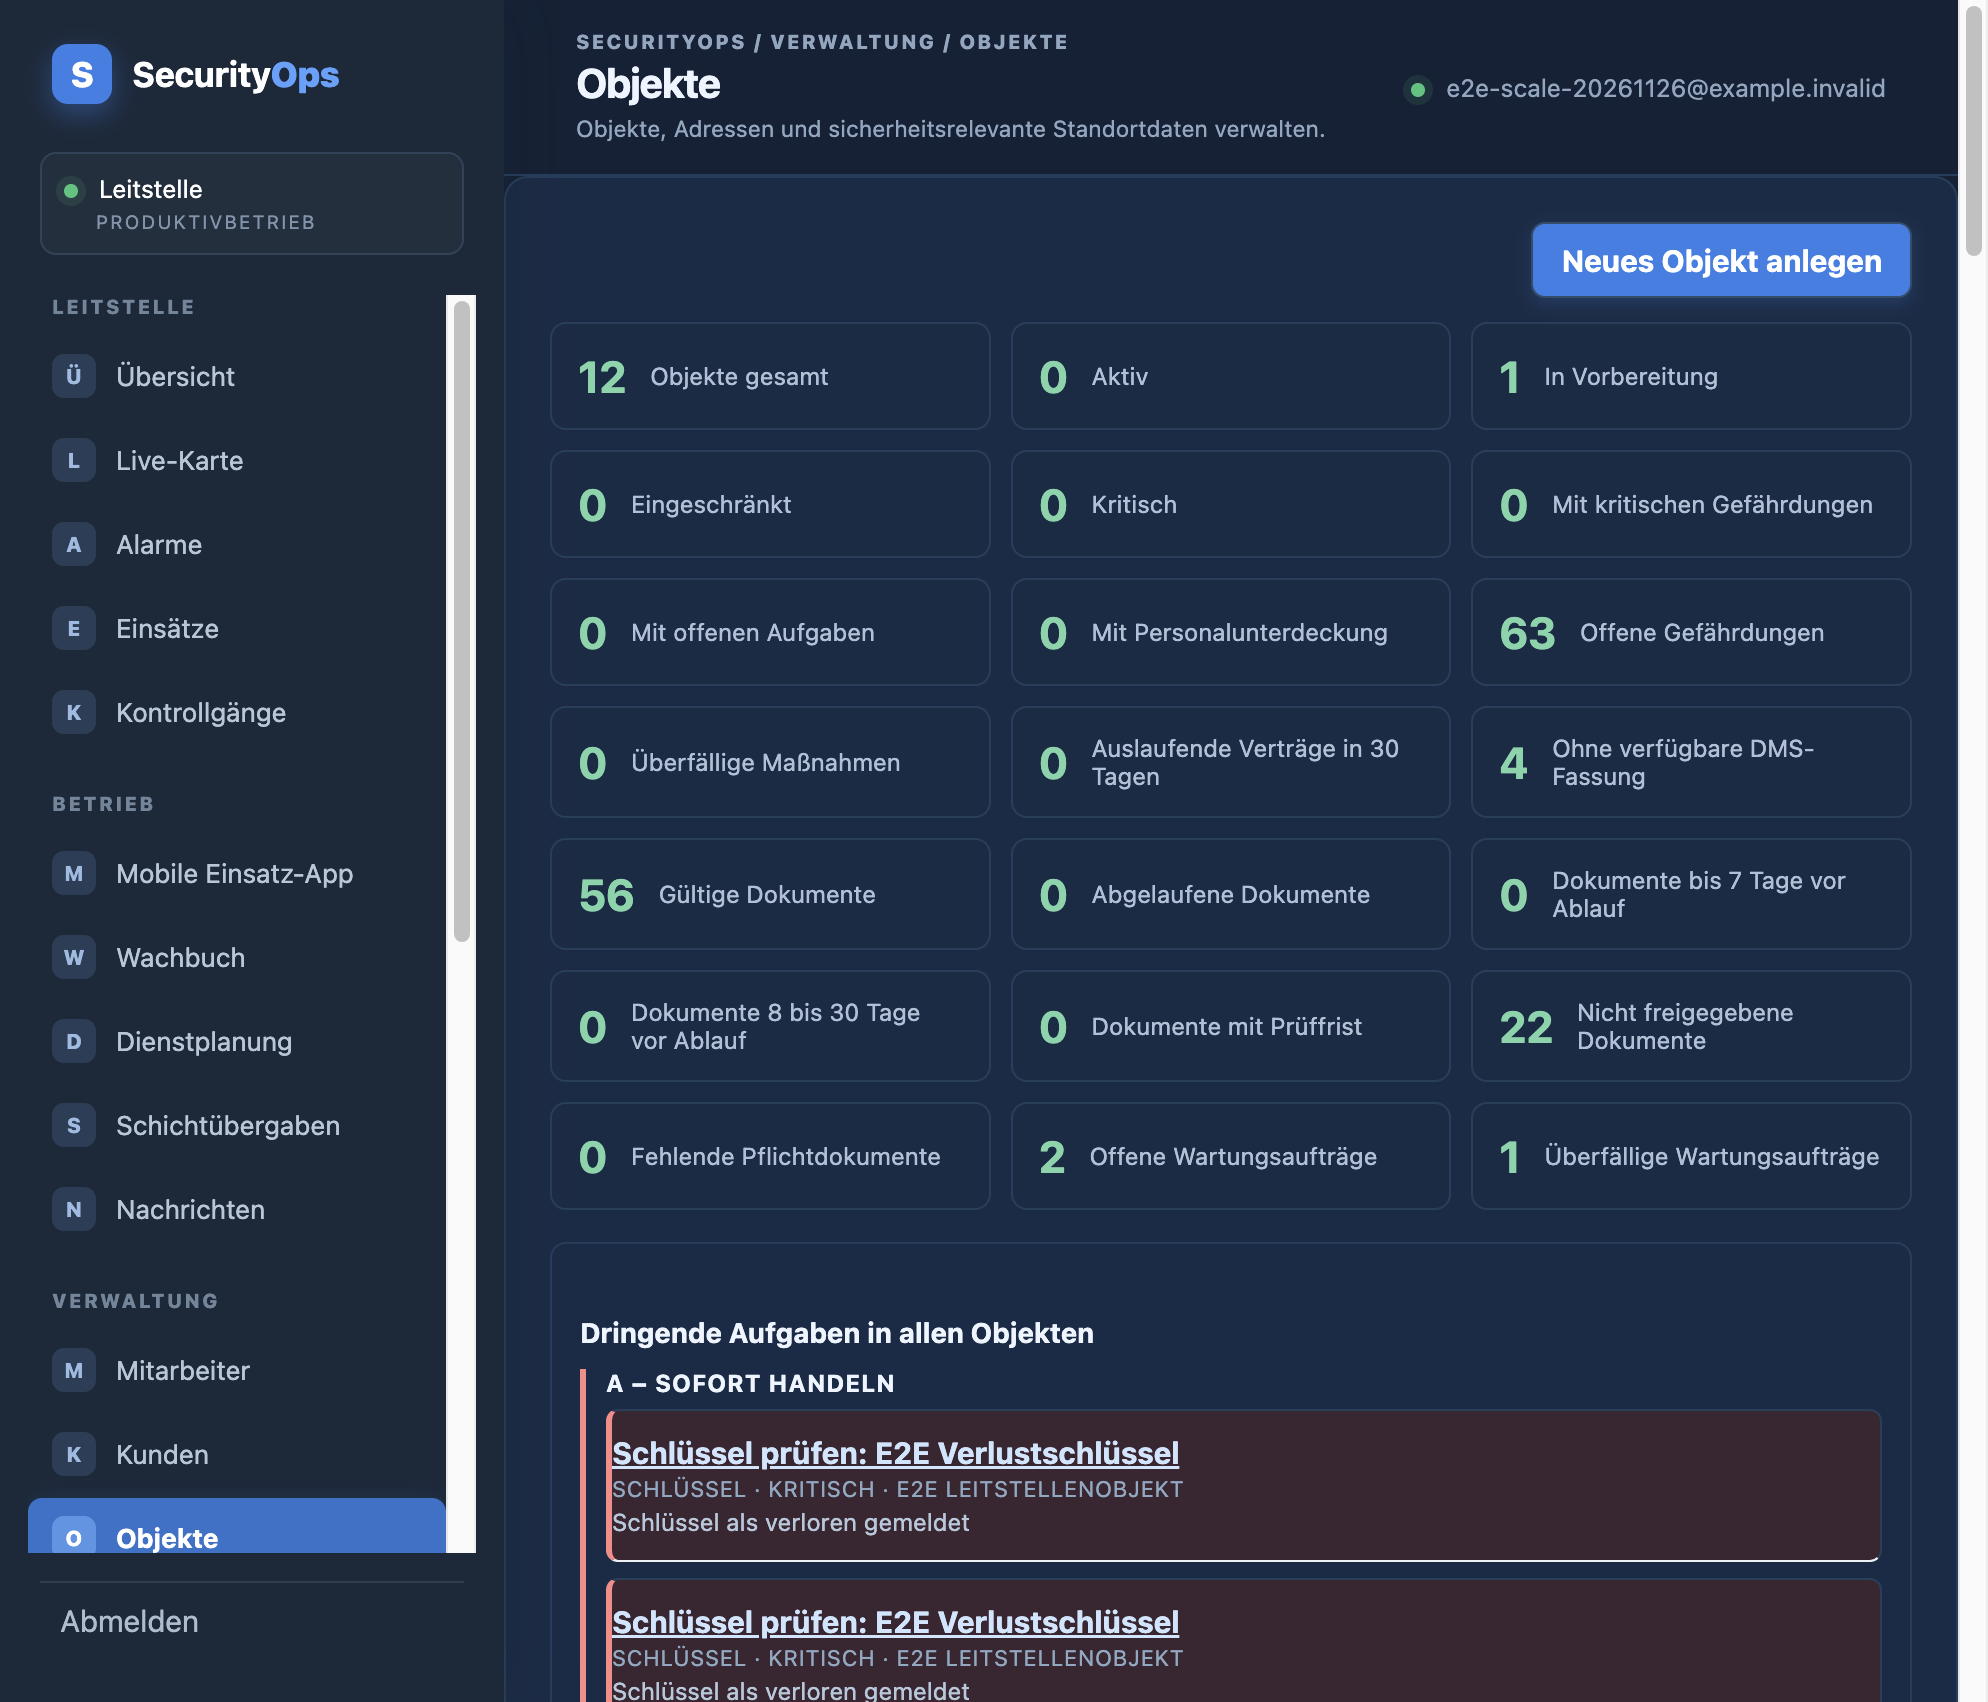 S SecurityOps
Leitstelle
PRODUKTIVBETRIEB
LEITSTELLE
Ü Übersicht
L Live-Karte
A Alarme
E Einsätze
K Kontrollgänge
BETRIEB
M Mobile Einsatz-App
W Wachbuch
D Dienstplanung
S Schichtübergaben
N Nachrichten
VERWALTUNG
M Mitarbeiter
K Kunden
O Objekte
Abmelden
SECURITYOPS / VERWALTUNG / OBJEKTE
Objekte
Objekte, Adressen und sicherheitsrelevante Standortdaten verwalten.
e2e-scale-20261126@example.invalid
Neues Objekt anlegen
12 Objekte gesamt
0 Aktiv
1 In Vorbereitung
0 Eingeschränkt
0 Kritisch
0 Mit kritischen Gefährdungen
0 Mit offenen Aufgaben
0 Mit Personalunterdeckung
63 Offene Gefährdungen
0 Überfällige Maßnahmen
0 Auslaufende Verträge in 30
Tagen
4 Ohne verfügbare DMS-
Fassung
56 Gültige Dokumente
0 Abgelaufene Dokumente
0 Dokumente bis 7 Tage vor
Ablauf
0 Dokumente 8 bis 30 Tage
vor Ablauf
0 Dokumente mit Prüffrist
22 Nicht freigegebene
Dokumente
0 Fehlende Pflichtdokumente
2 Offene Wartungsaufträge
1 Überfällige Wartungsaufträge
Dringende Aufgaben in allen Objekten
A – SOFORT HANDELN
Schlüssel prüfen: E2E Verlustschlüssel
SCHLÜSSEL · KRITISCH · E2E LEITSTELLENOBJEKT
Schlüssel als verloren gemeldet
Schlüssel prüfen: E2E Verlustschlüssel
SCHLÜSSEL · KRITISCH · E2E LEITSTELLENOBJEKT
Schlüssel als verloren gemeldet